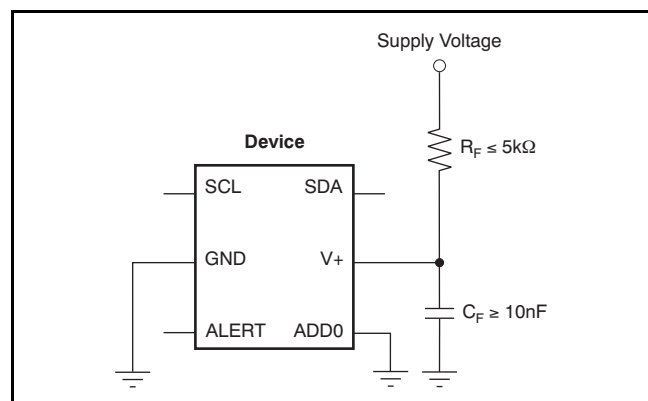 Supply Voltage
Device
R_F ≤ 5kΩ
SCL SDA
GND V+
C_F ≥ 10nF
ALERT ADD0